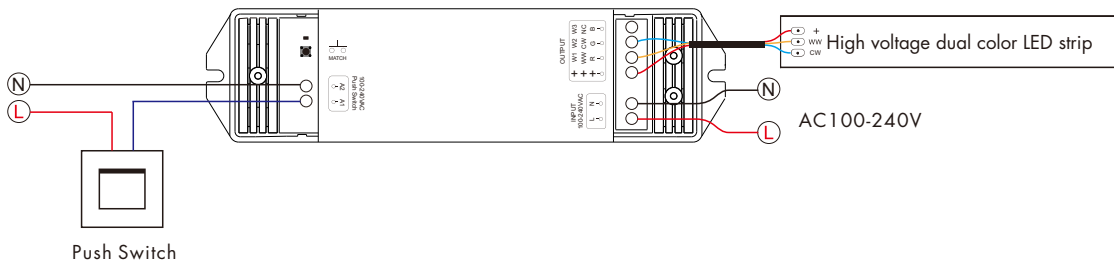 N
L
Push Switch
MATCH
A2
A1
Push Switch
100-240VAC
OUTPUT
W3 NC B
W2 CW G
W1 WW R
+ + +
INPUT
100-240VAC
N
L
N
L
AC100-240V
+
WW
CW
High voltage dual color LED strip